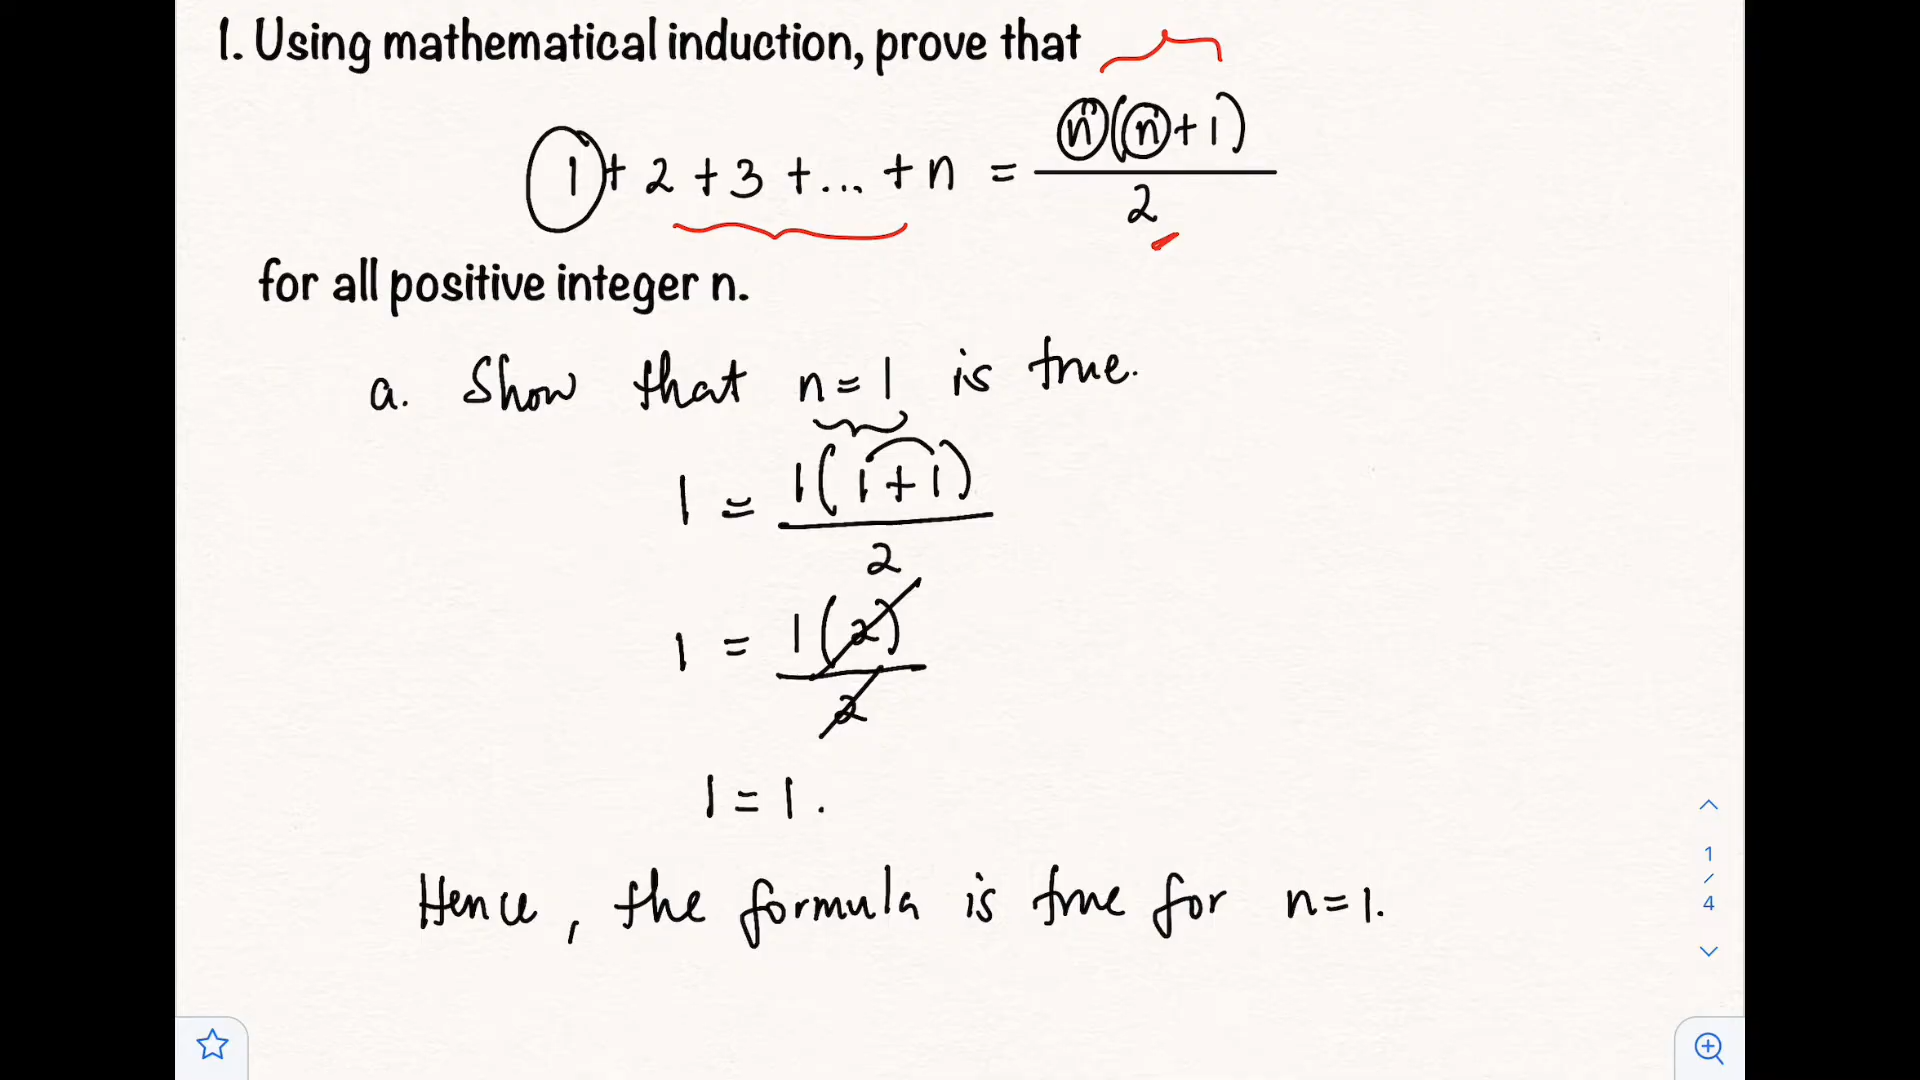 1. Using mathematical induction, prove that
1 + 2 + 3 + ... + n = n(n+1)
2
for all positive integer n.
a. Show that n = 1 is true.
1 = 1(1+1)
2
1 = 1(2)
2
1 = 1.
Hence, the formula is true for n=1.
1
/
4